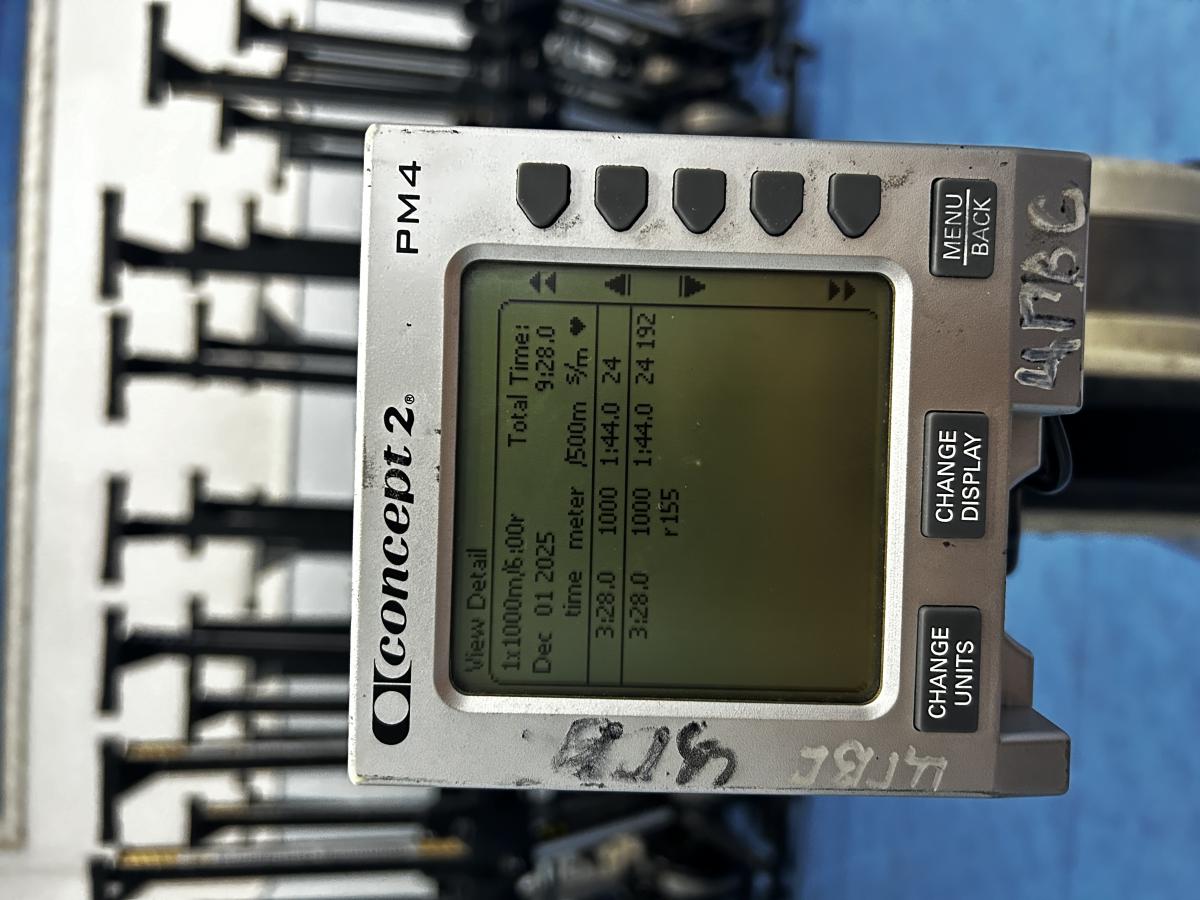 concept 2® PM4
View Detail
1x1000m/6:00r Total Time:
Dec 01 2025 9:28.0
time meter /500m s/m ♥
3:28.0 1000 1:44.0 24
3:28.0 1000 1:44.0 24 192
r155
CHANGE
UNITS
CHANGE
DISPLAY
MENU
BACK
ЦГВС